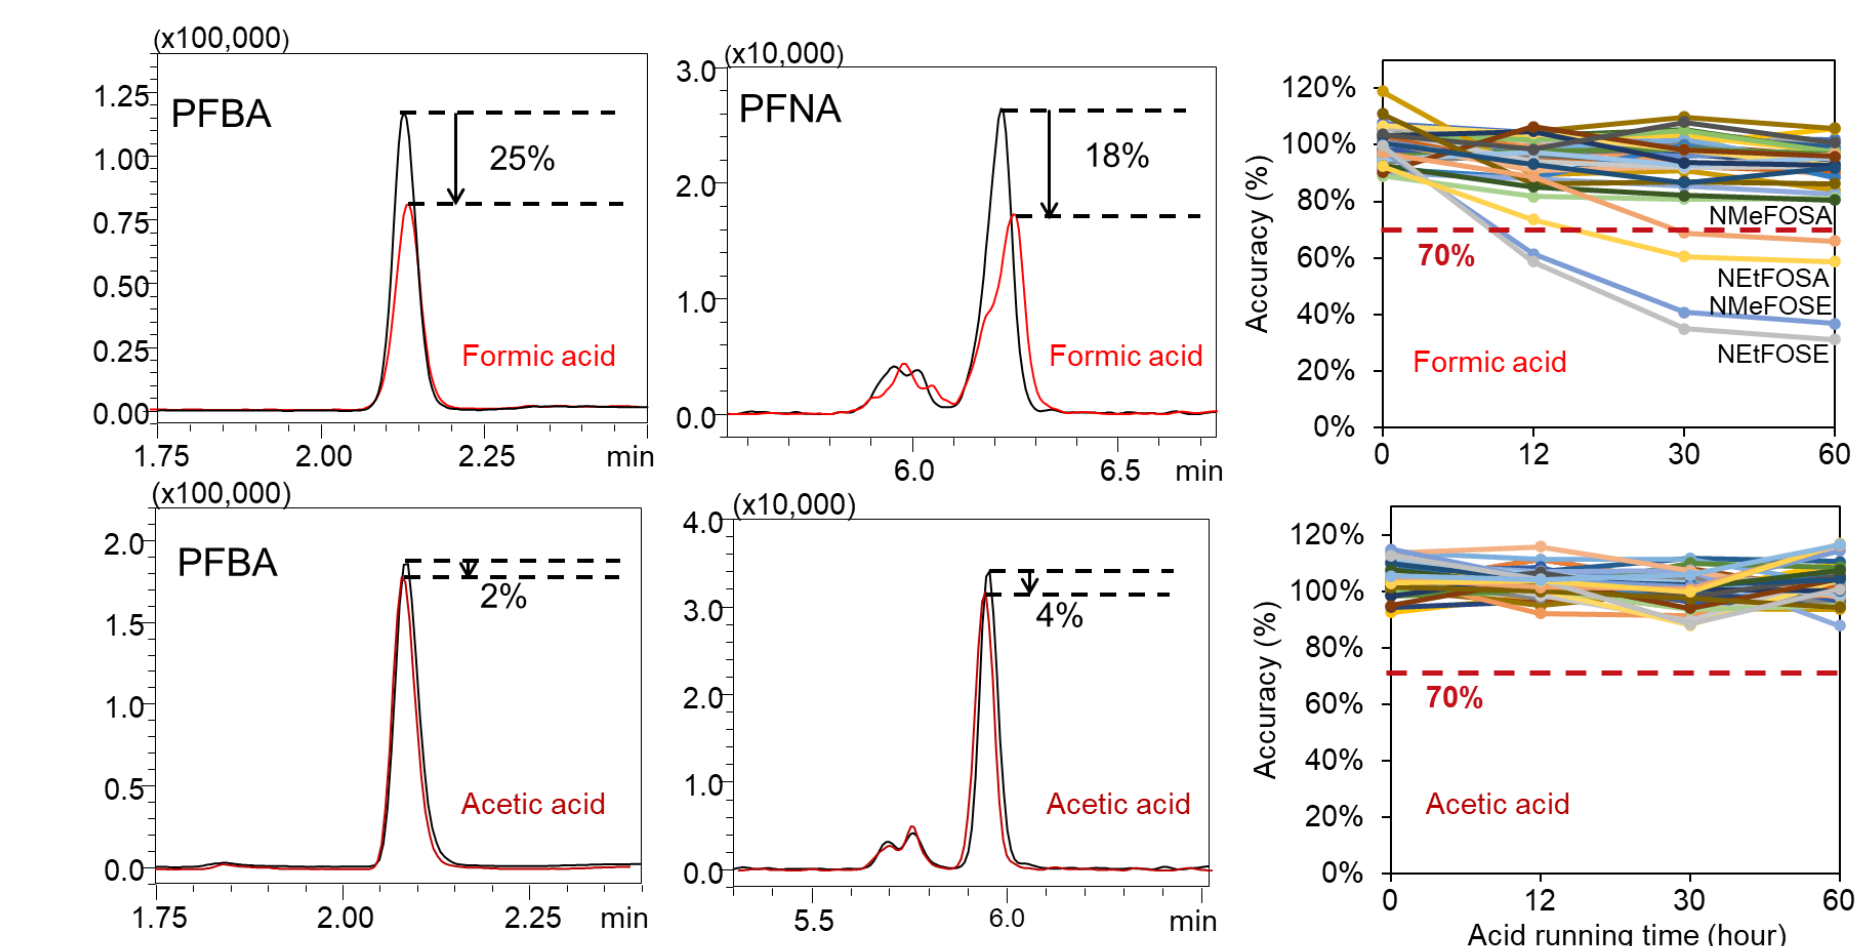 (x100,000)
PFBA
1.25
1.00
0.75
0.50
0.25
0.00
25%
Formic acid
1.75 2.00 2.25 min
(x10,000)
PFNA
3.0
2.0
1.0
0.0
18%
Formic acid
6.0 6.5 min
Accuracy (%)
120%
100%
80%
60%
40%
20%
0%
70%
NMeFOSA
NEtFOSA
NMeFOSE
NEtFOSE
Formic acid
0 12 30 60
(x100,000)
PFBA
2.0
1.5
1.0
0.5
0.0
2%
Acetic acid
1.75 2.00 2.25 min
(x10,000)
4.0
3.0
2.0
1.0
0.0
4%
Acetic acid
5.5 6.0 min
Accuracy (%)
120%
100%
80%
60%
40%
20%
0%
70%
Acetic acid
0 12 30 60
Acid running time (hour)